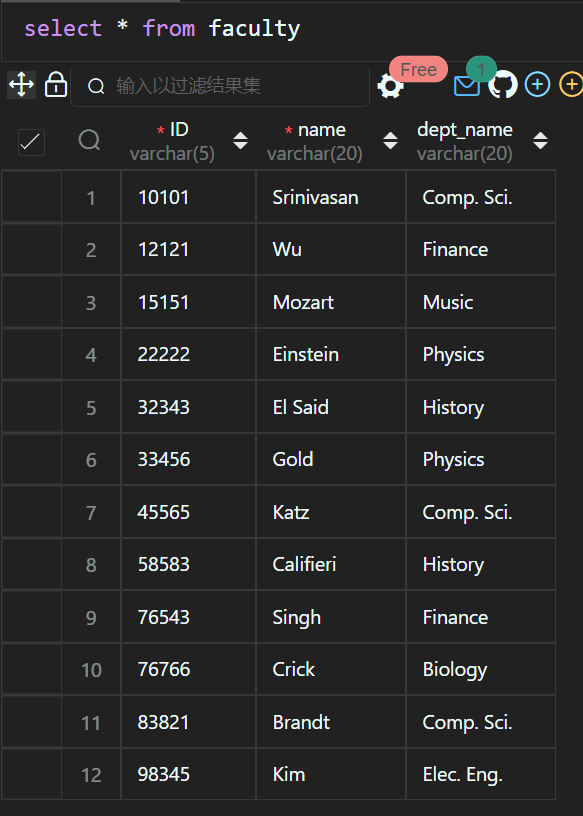 select * from faculty
输入以过滤结果集 Free 1
* ID * name dept_name
varchar(5) varchar(20) varchar(20)
1 10101 Srinivasan Comp. Sci.
2 12121 Wu Finance
3 15151 Mozart Music
4 22222 Einstein Physics
5 32343 El Said History
6 33456 Gold Physics
7 45565 Katz Comp. Sci.
8 58583 Califieri History
9 76543 Singh Finance
10 76766 Crick Biology
11 83821 Brandt Comp. Sci.
12 98345 Kim Elec. Eng.